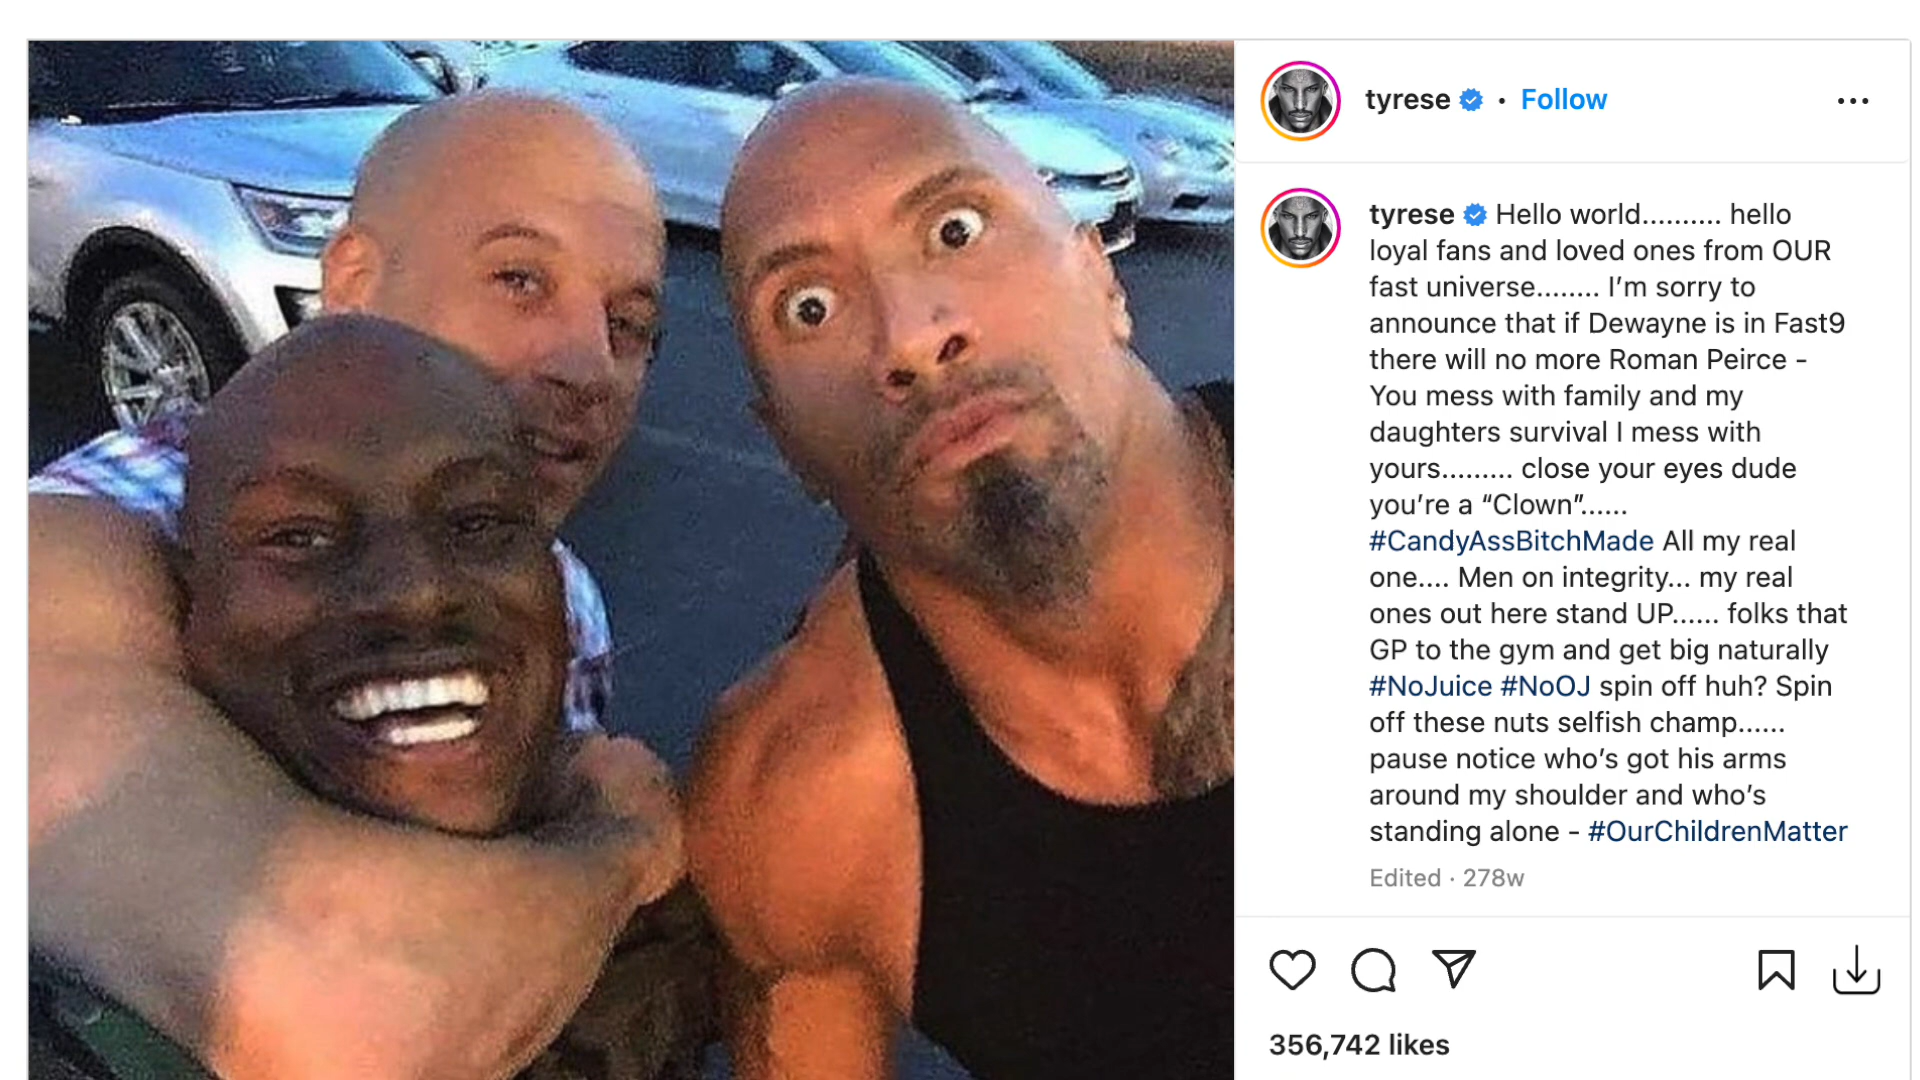 tyrese • Follow
tyrese Hello world.......... hello
loyal fans and loved ones from OUR
fast universe........ I’m sorry to
announce that if Dewayne is in Fast9
there will no more Roman Peirce -
You mess with family and my
daughters survival I mess with
yours......... close your eyes dude
you’re a “Clown”......
#CandyAssBitchMade All my real
one.... Men on integrity... my real
ones out here stand UP...... folks that
GP to the gym and get big naturally
#NoJuice #NoOJ spin off huh? Spin
off these nuts selfish champ......
pause notice who’s got his arms
around my shoulder and who’s
standing alone - #OurChildrenMatter
Edited · 278w
356,742 likes